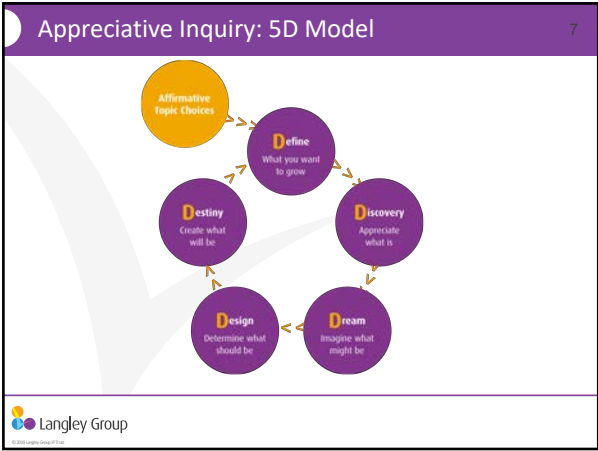 Appreciative Inquiry: 5D Model
7
Affirmative
Topic Choices
Define
What you want
to grow
Discovery
Appreciate
what is
Dream
Imagine what
might be
Design
Determine what
should be
Destiny
Create what
will be
Langley Group